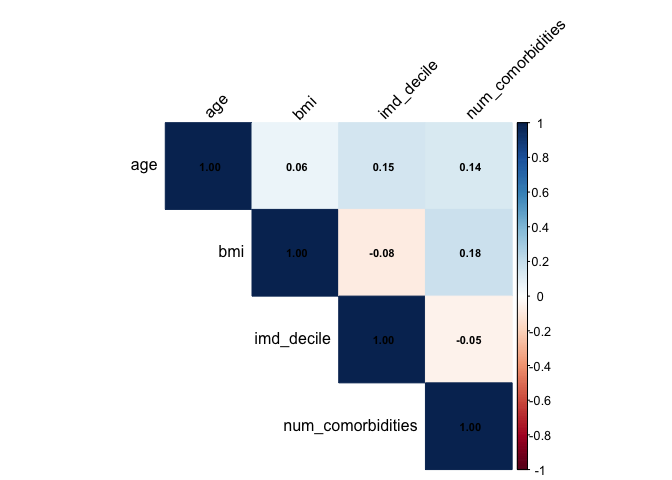 age
bmi
imd_decile
num_comorbidities
age
1.00
0.06
0.15
0.14
bmi
1.00
-0.08
0.18
imd_decile
1.00
-0.05
num_comorbidities
1.00
1
0.8
0.6
0.4
0.2
0
-0.2
-0.4
-0.6
-0.8
-1